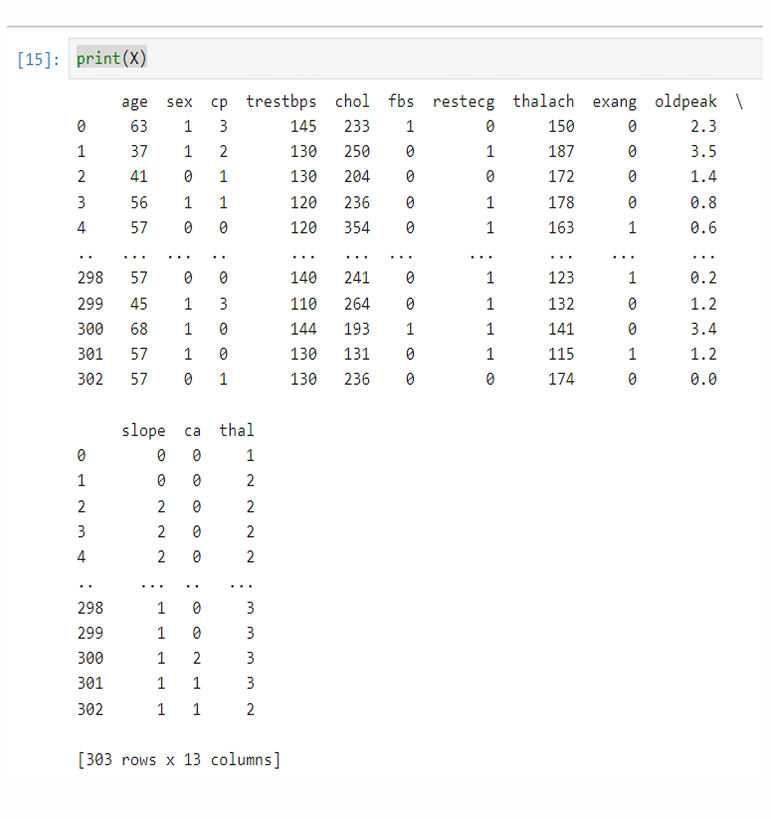 [15]: print(X)
age sex cp trestbps chol fbs restecg thalach exang oldpeak \
0 63 1 3 145 233 1 0 150 0 2.3
1 37 1 2 130 250 0 1 187 0 3.5
2 41 0 1 130 204 0 0 172 0 1.4
3 56 1 1 120 236 0 1 178 0 0.8
4 57 0 0 120 354 0 1 163 1 0.6
.. ... ... .. ... ... ... ... ... ... ...
298 57 0 0 140 241 0 1 123 1 0.2
299 45 1 3 110 264 0 1 132 0 1.2
300 68 1 0 144 193 1 1 141 0 3.4
301 57 1 0 130 131 0 1 115 1 1.2
302 57 0 1 130 236 0 0 174 0 0.0
slope ca thal
0 0 0 1
1 0 0 2
2 2 0 2
3 2 0 2
4 2 0 2
.. ... .. ...
298 1 0 3
299 1 0 3
300 1 2 3
301 1 1 3
302 1 1 2
[303 rows x 13 columns]